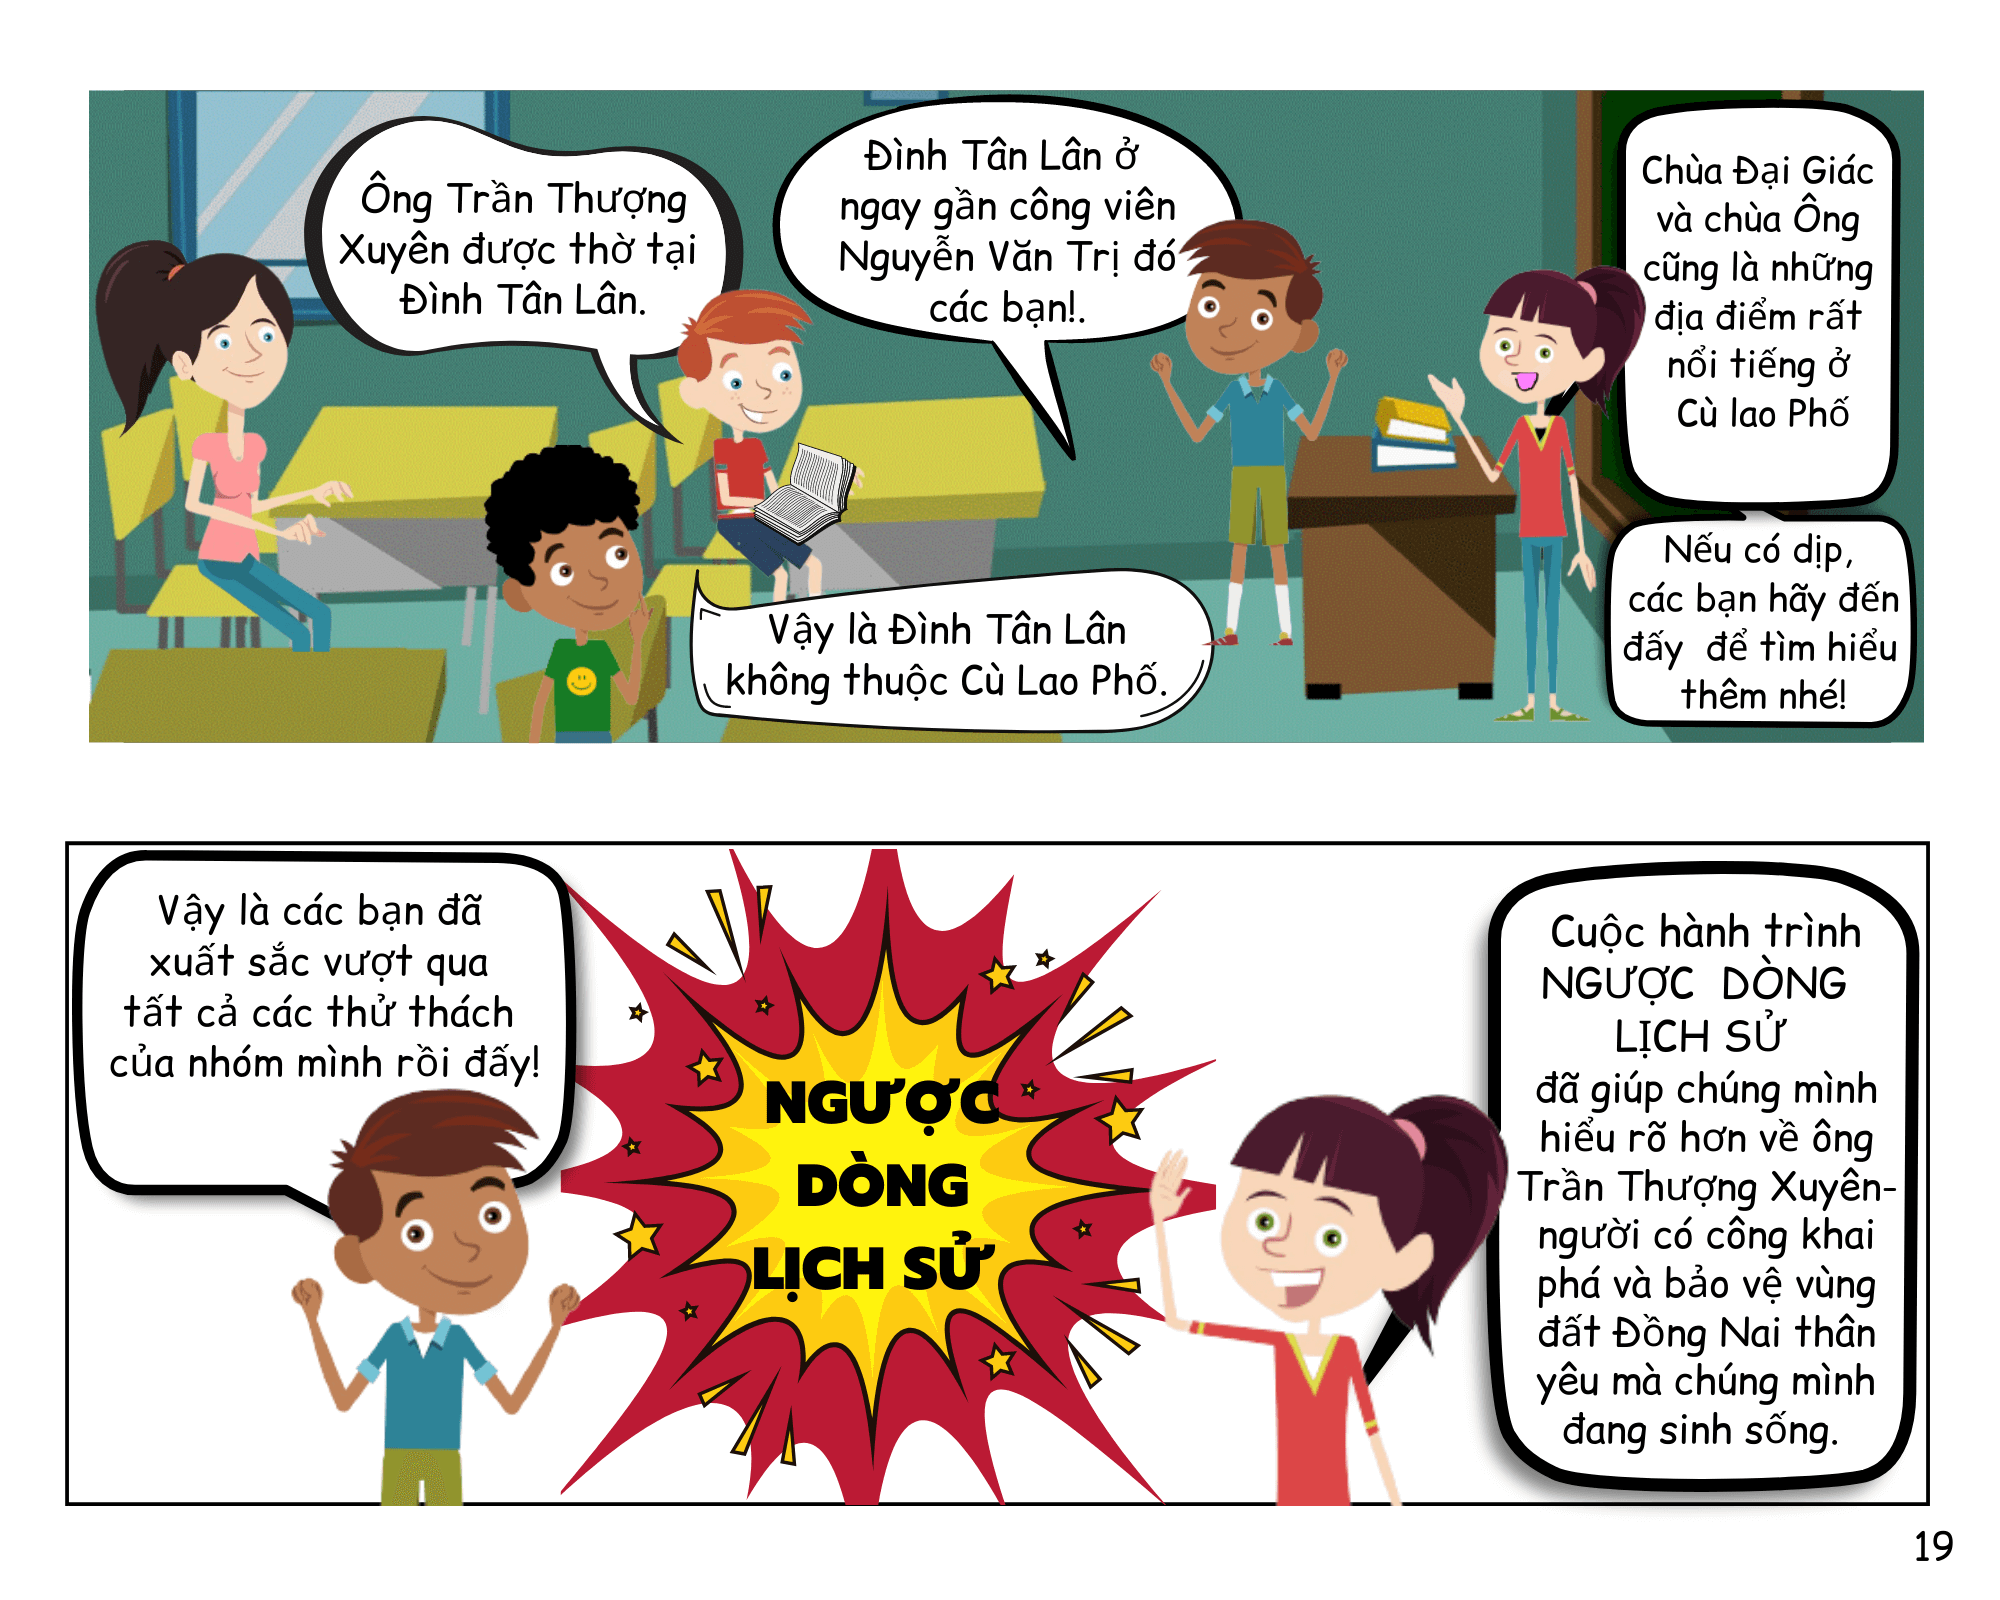 Ông Trần Thượng
Xuyên được thờ tại
Đình Tân Lân.
Đình Tân Lân ở
ngay gần công viên
Nguyễn Văn Trị đó
các bạn!.
Chùa Đại Giác
và chùa Ông
cũng là những
địa điểm rất
nổi tiếng ở
Cù lao Phố
Vậy là Đình Tân Lân
không thuộc Cù Lao Phố.
Nếu có dịp,
các bạn hãy đến
đấy để tìm hiểu
thêm nhé!
Vậy là các bạn đã
xuất sắc vượt qua
tất cả các thử thách
của nhóm mình rồi đấy!
NGƯỢC
DÒNG
LỊCH SỬ
Cuộc hành trình
NGƯỢC DÒNG
LỊCH SỬ
đã giúp chúng mình
hiểu rõ hơn về ông
Trần Thượng Xuyên-
người có công khai
phá và bảo vệ vùng
đất Đồng Nai thân
yêu mà chúng mình
đang sinh sống.
19